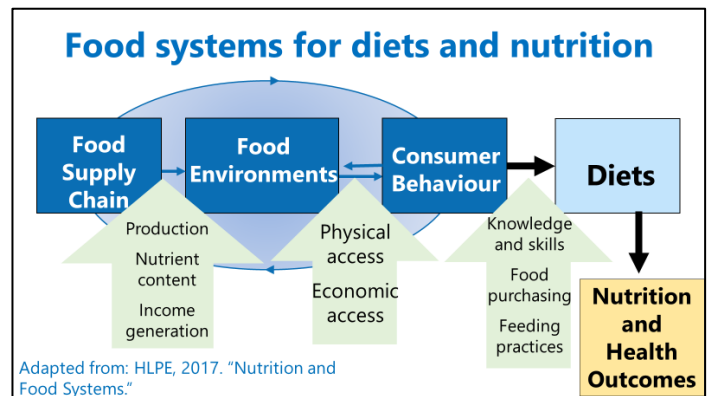 Food systems for diets and nutrition
Food
Supply
Chain
Food
Environments
Consumer
Behaviour
Diets
Production
Nutrient
content
Income
generation
Physical
access
Economic
access
Knowledge
and skills
Food
purchasing
Feeding
practices
Nutrition
and
Health
Outcomes
Adapted from: HLPE, 2017. “Nutrition and
Food Systems.”